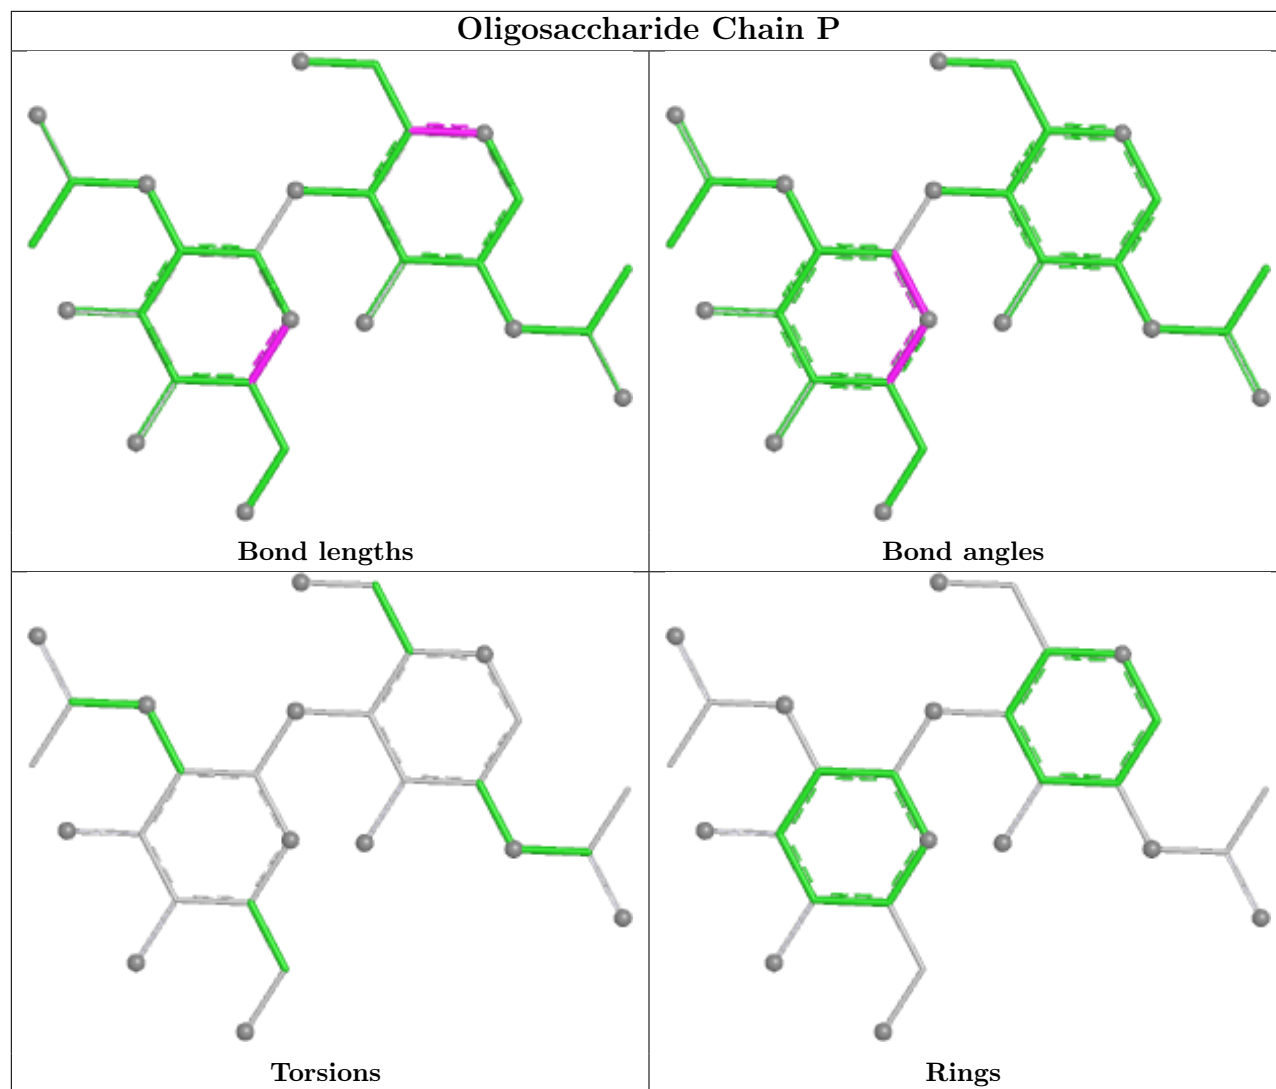 Oligosaccharide Chain P
Bond lengths
Bond angles
Torsions
Rings